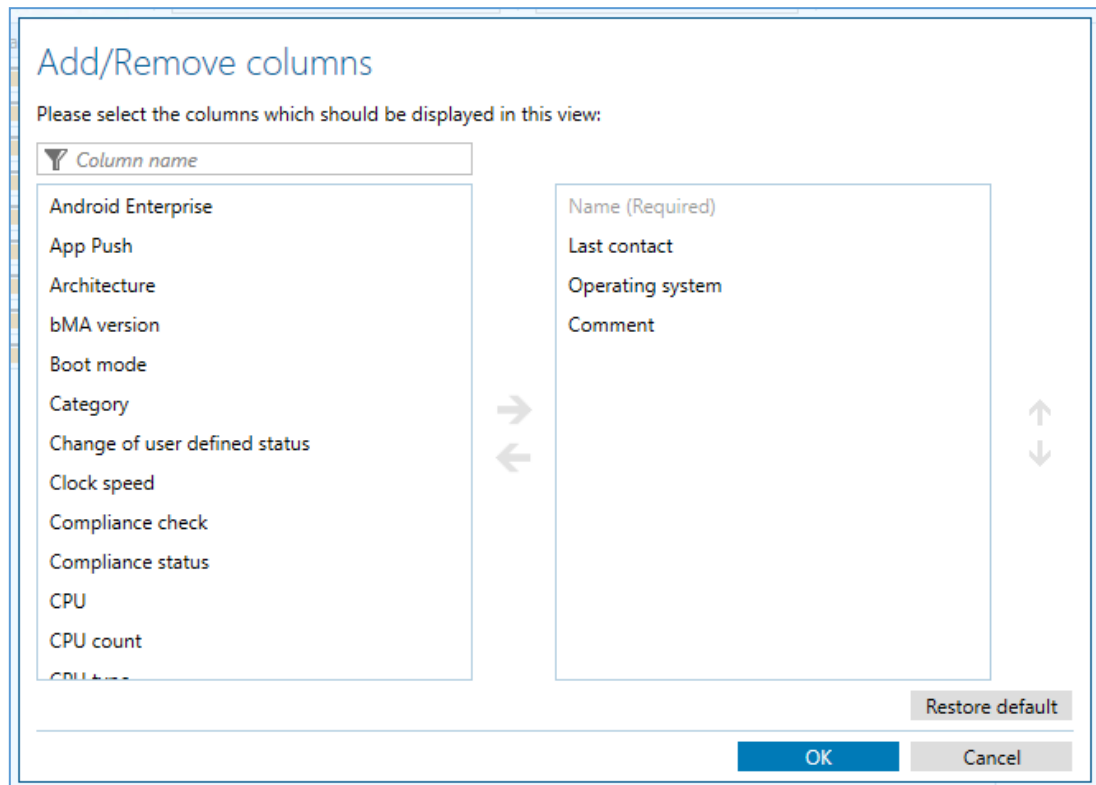 Add/Remove columns
Please select the columns which should be displayed in this view:
Column name
Android Enterprise
App Push
Architecture
bMA version
Boot mode
Category
Change of user defined status
Clock speed
Compliance check
Compliance status
CPU
CPU count
CPU type
Name (Required)
Last contact
Operating system
Comment
Restore default
OK
Cancel